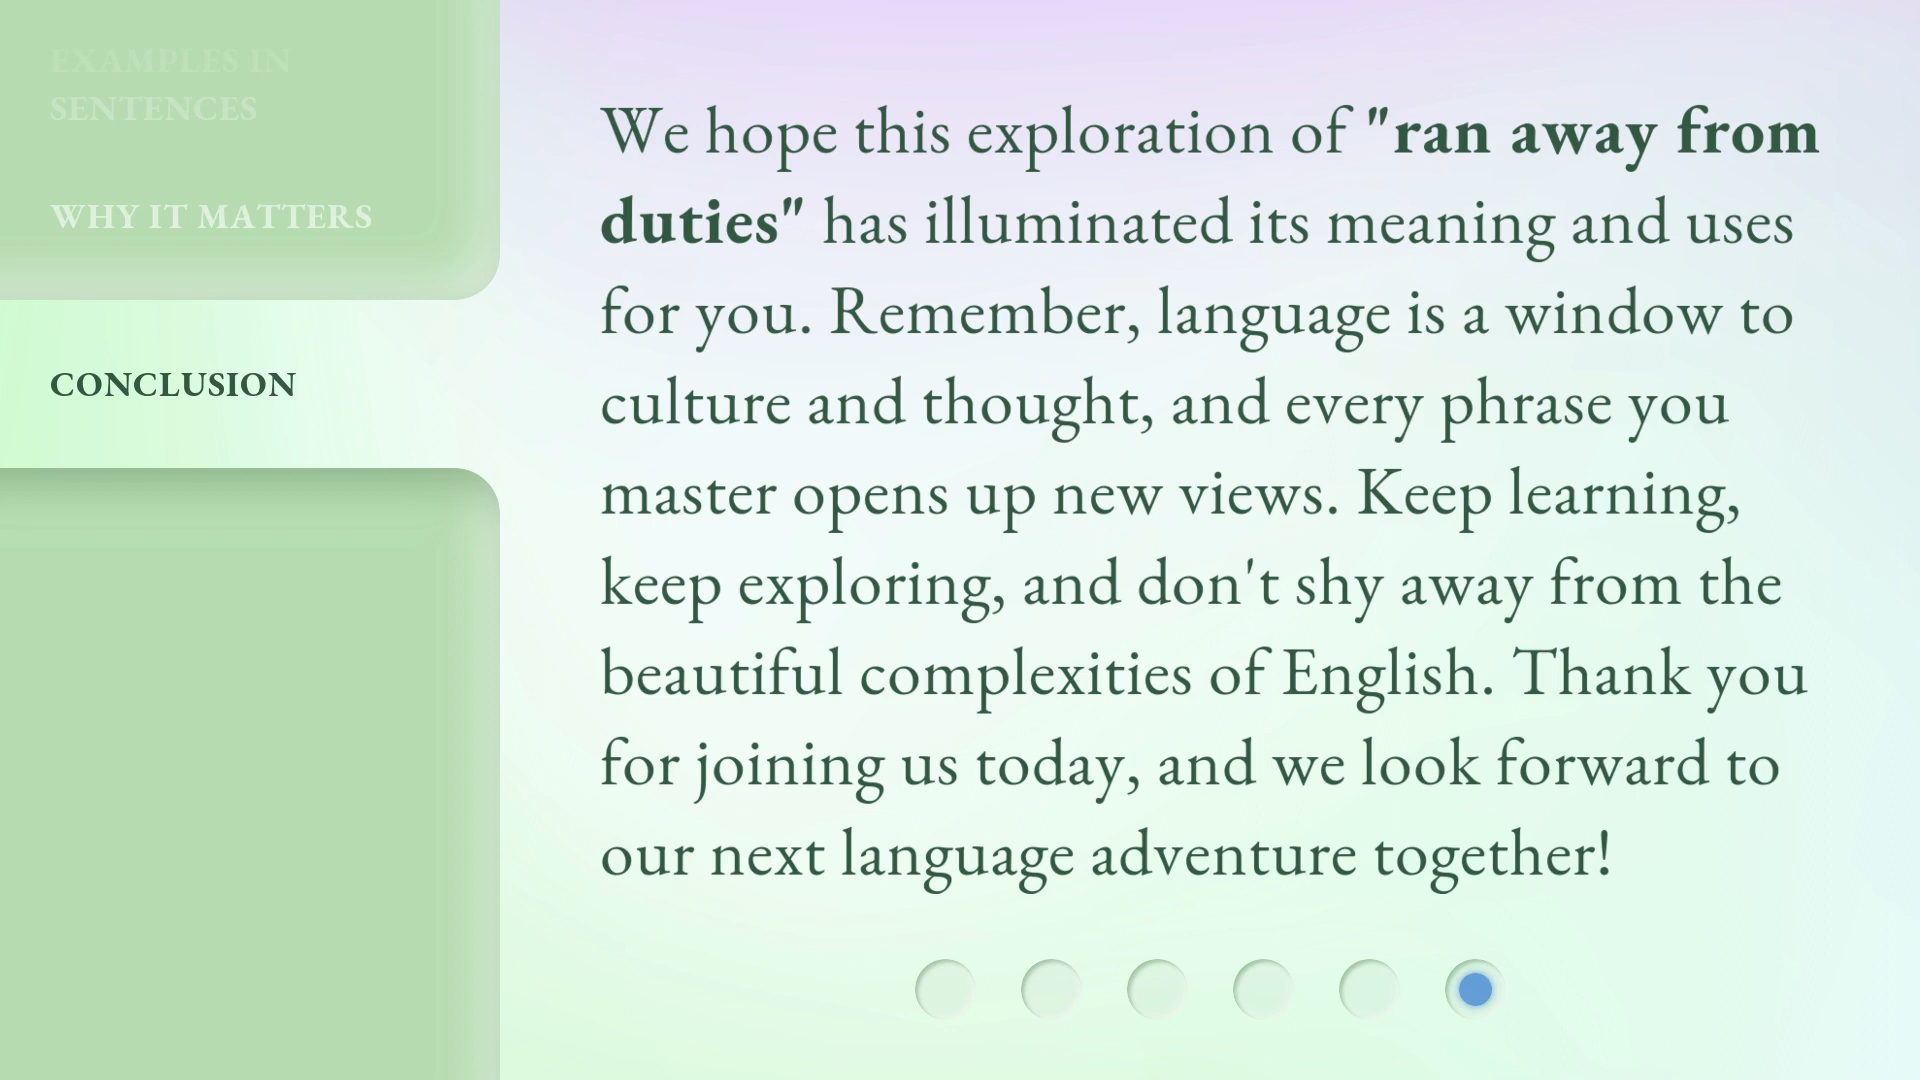 EXAMPLES IN
SENTENCES
WHY IT MATTERS
CONCLUSION
We hope this exploration of "ran away from
duties" has illuminated its meaning and uses
for you. Remember, language is a window to
culture and thought, and every phrase you
master opens up new views. Keep learning,
keep exploring, and don't shy away from the
beautiful complexities of English. Thank you
for joining us today, and we look forward to
our next language adventure together!